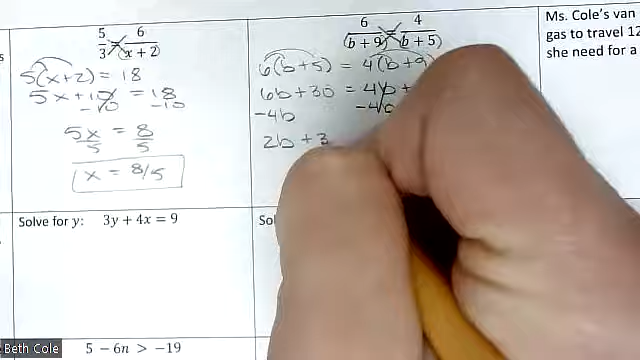 5/3 = 6/(x + 2)
5(x+2) = 18
5x+10 = 18
-10 -10
5x/5 = 8/5
x = 8/5
6/(b + 9) = 4/(b + 5)
6(b+5) = 4(b+9)
6b+30 = 4b+
-4b -4b
2b+3
Ms. Cole's van
gas to travel 12
she need for a
Solve for y: 3y + 4x = 9
Sol
5 − 6n > −19
Beth Cole